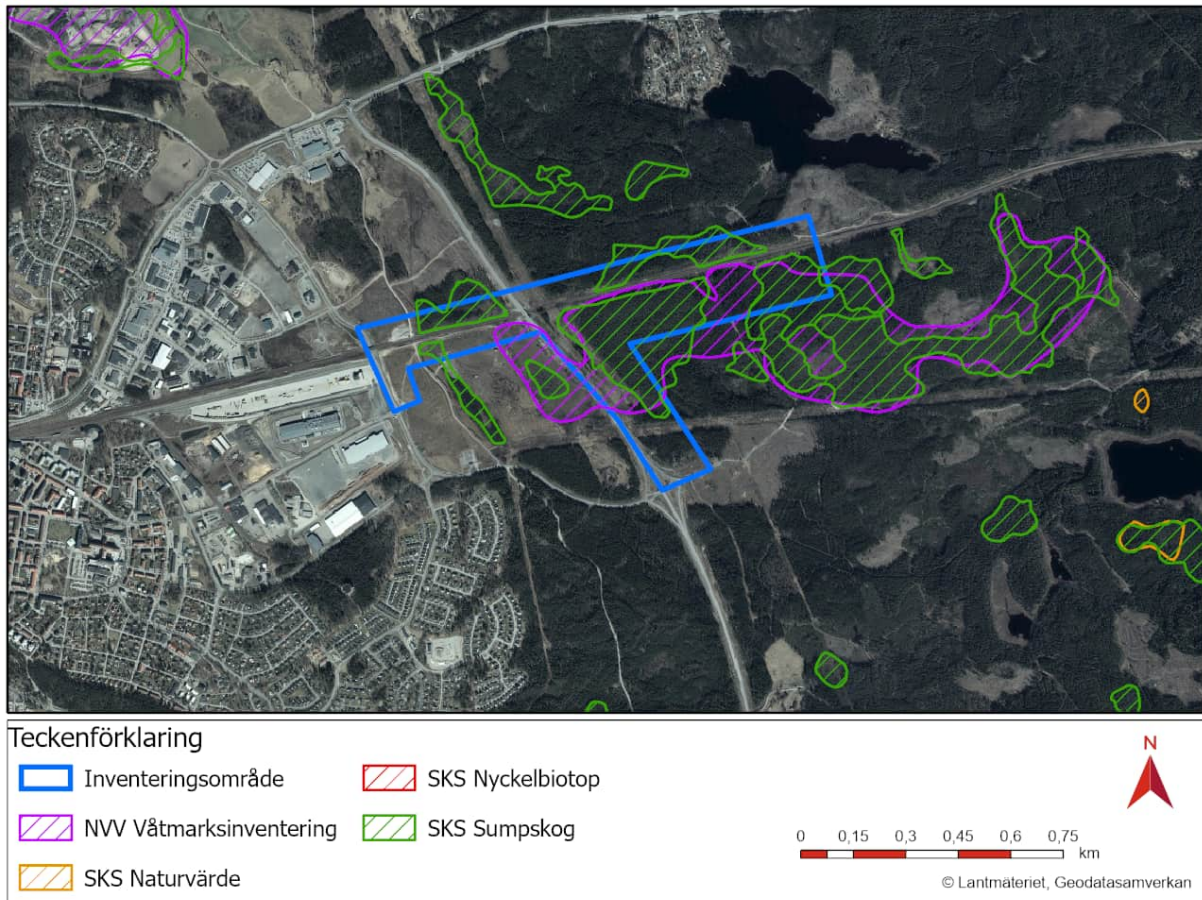 Teckenförklaring
Inventeringsområde
SKS Nyckelbiotop
NVV Våtmarksinventering
SKS Sumpskog
SKS Naturvärde
N
0 0,15 0,3 0,45 0,6 0,75
km
© Lantmäteriet, Geodatasamverkan